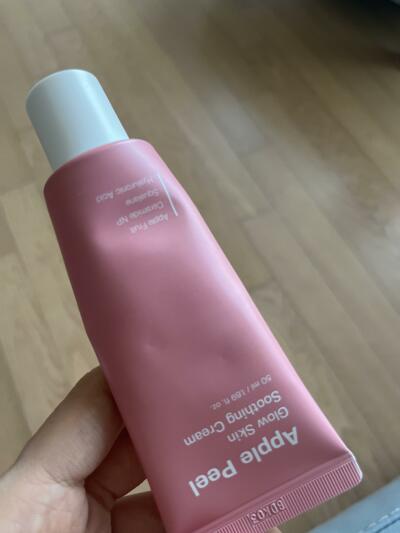 Apple Peel
Glow Skin
Soothing Cream
50 ml / 1.69 fl. oz.
Apple Fruit
Ceramide NP
Squalane
Hyaluronic Acid